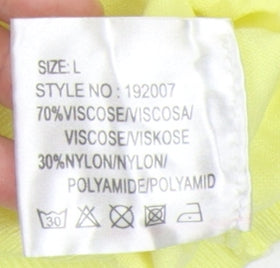 SIZE: L
STYLE NO : 192007
70%VISCOSE/VISCOSA/
VISCOSE/VISKOSE
30%NYLON/NYLON/
POLYAMIDE/POLYAMID
30